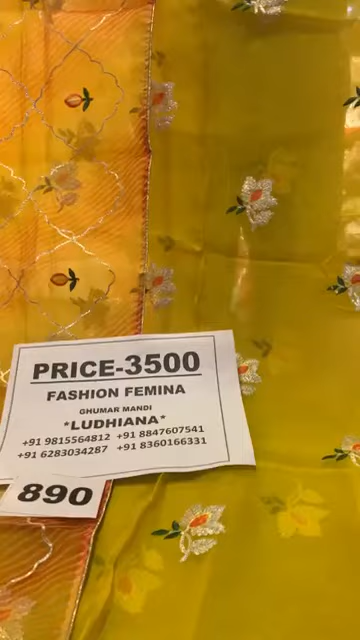 PRICE-3500
FASHION FEMINA
GHUMAR MANDI
*LUDHIANA*
+91 9815564812 +91 8847607541
+91 6283034287 +91 8360166331
890